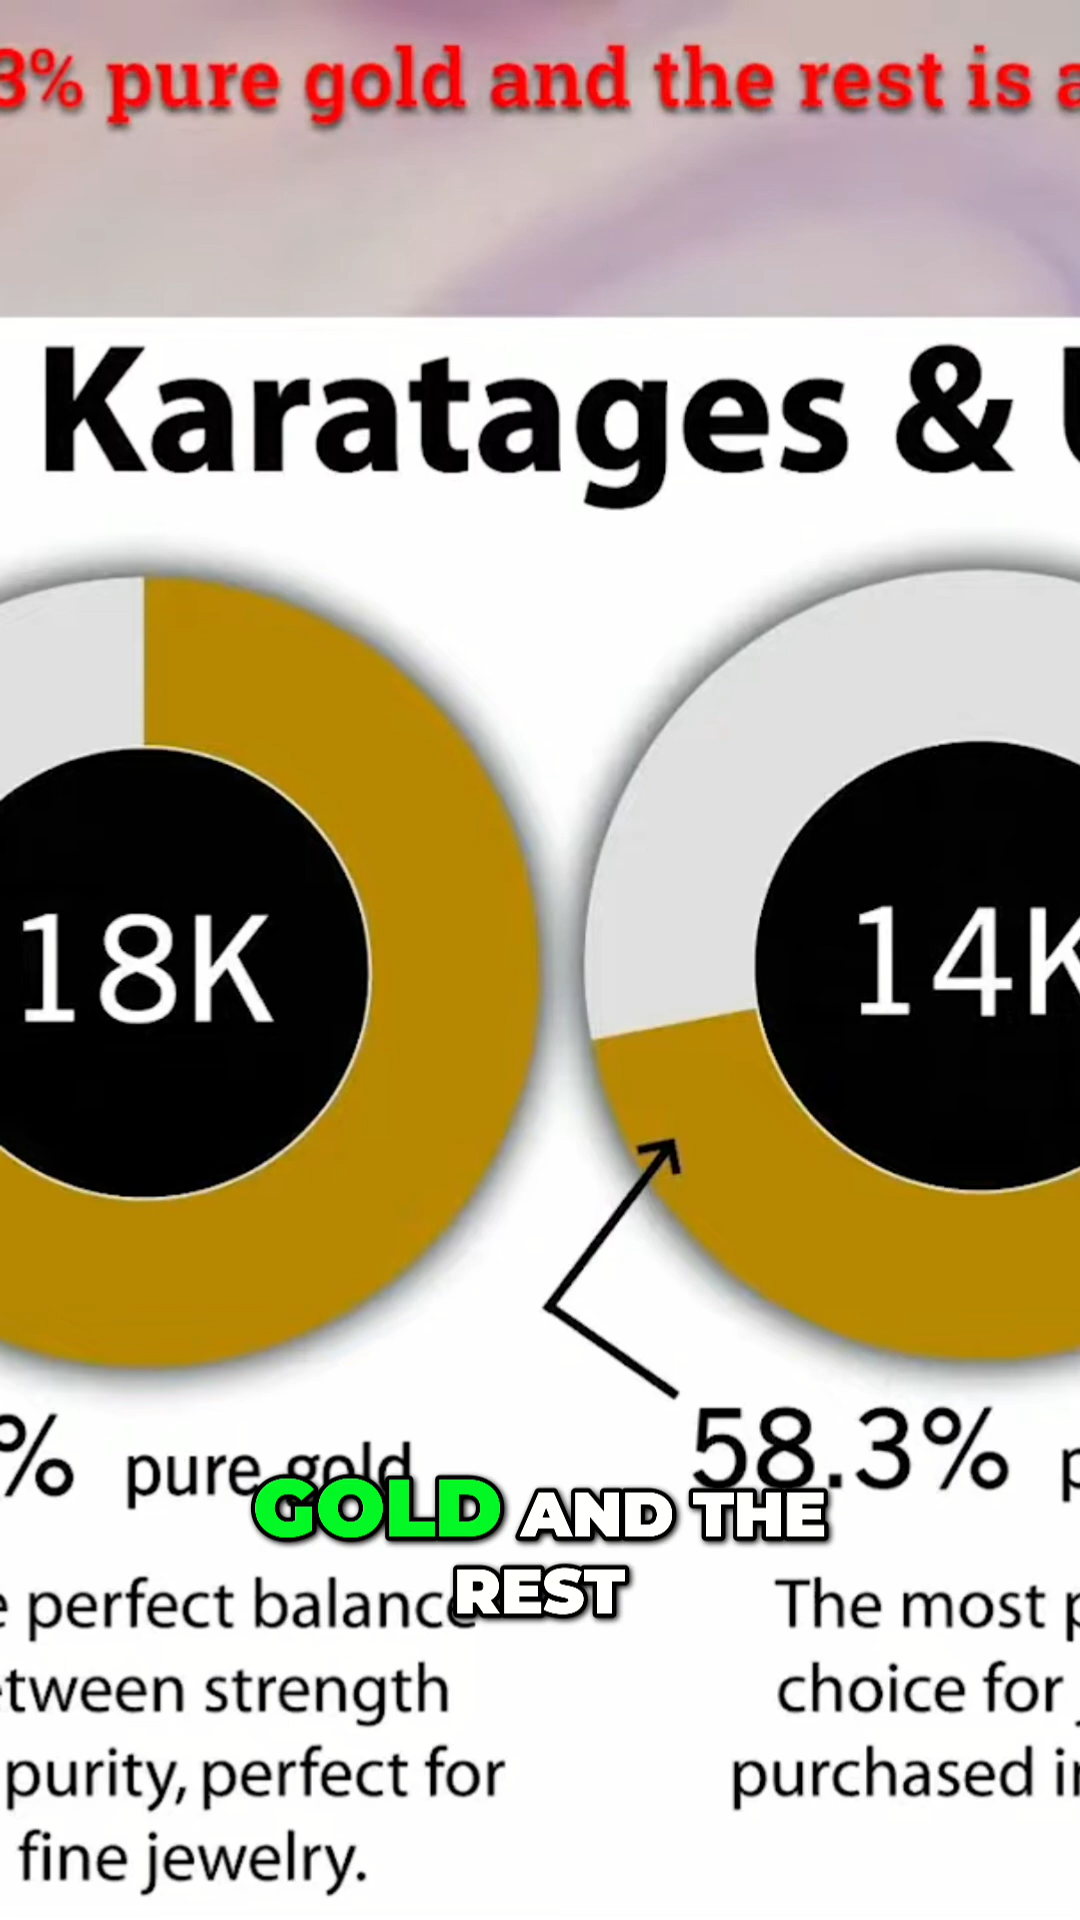 3% pure gold and the rest is a
Karatages &
18K
14K
% pure gold
58.3%
GOLD AND THE
REST
perfect balance
between strength
purity, perfect for
fine jewelry.
The most
choice for
purchased